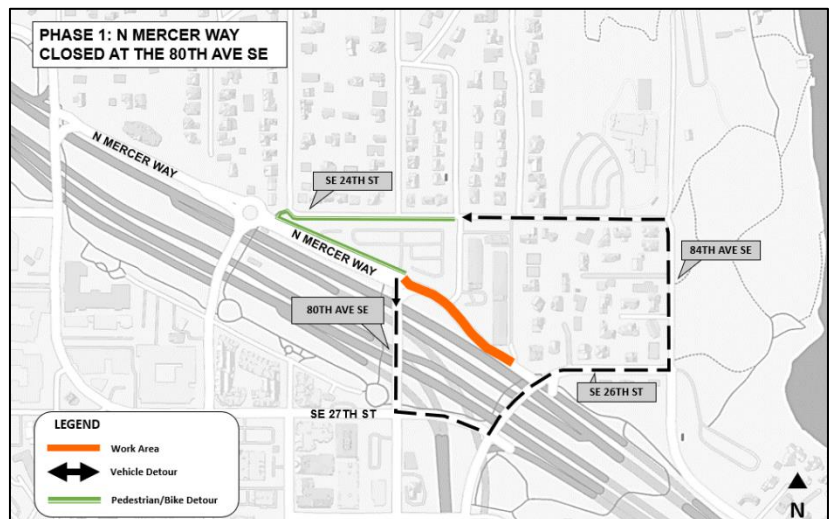 PHASE 1: N MERCER WAY
CLOSED AT THE 80TH AVE SE
N MERCER WAY
SE 24TH ST
N MERCER WAY
84TH AVE SE
80TH AVE SE
SE 26TH ST
SE 27TH ST
LEGEND
Work Area
Vehicle Detour
Pedestrian/Bike Detour
N